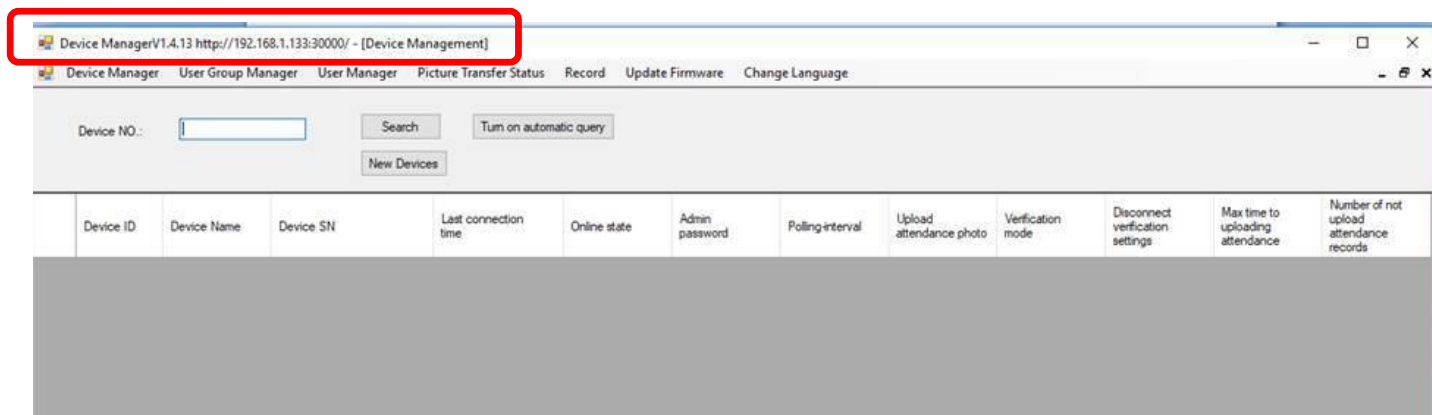 Device ManagerV1.4.13 http://192.168.1.133:30000/ - [Device Management]
Device Manager User Group Manager User Manager Picture Transfer Status Record Update Firmware Change Language
Device NO.: Search Turn on automatic query
New Devices
Device ID Device Name Device SN Last connection time Online state Admin password Polling-interval Upload attendance photo Verification mode Disconnect verification settings Max time to uploading attendance Number of not upload attendance records